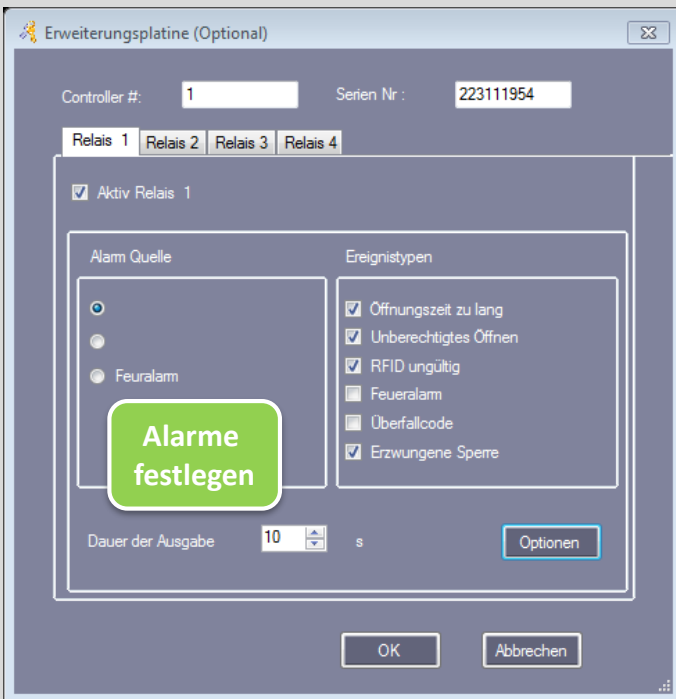 Erweiterungsplatine (Optional)
Controller #: 1 Serien Nr : 223111954
Relais 1 Relais 2 Relais 3 Relais 4
Aktiv Relais 1
Alarm Quelle
Feuralarm
Ereignistypen
Öffnungszeit zu lang
Unberechtigtes Öffnen
RFID ungültig
Feueralarm
Überfallcode
Erzwungene Sperre
Alarme
festlegen
Dauer der Ausgabe 10 s Optionen
OK Abbrechen